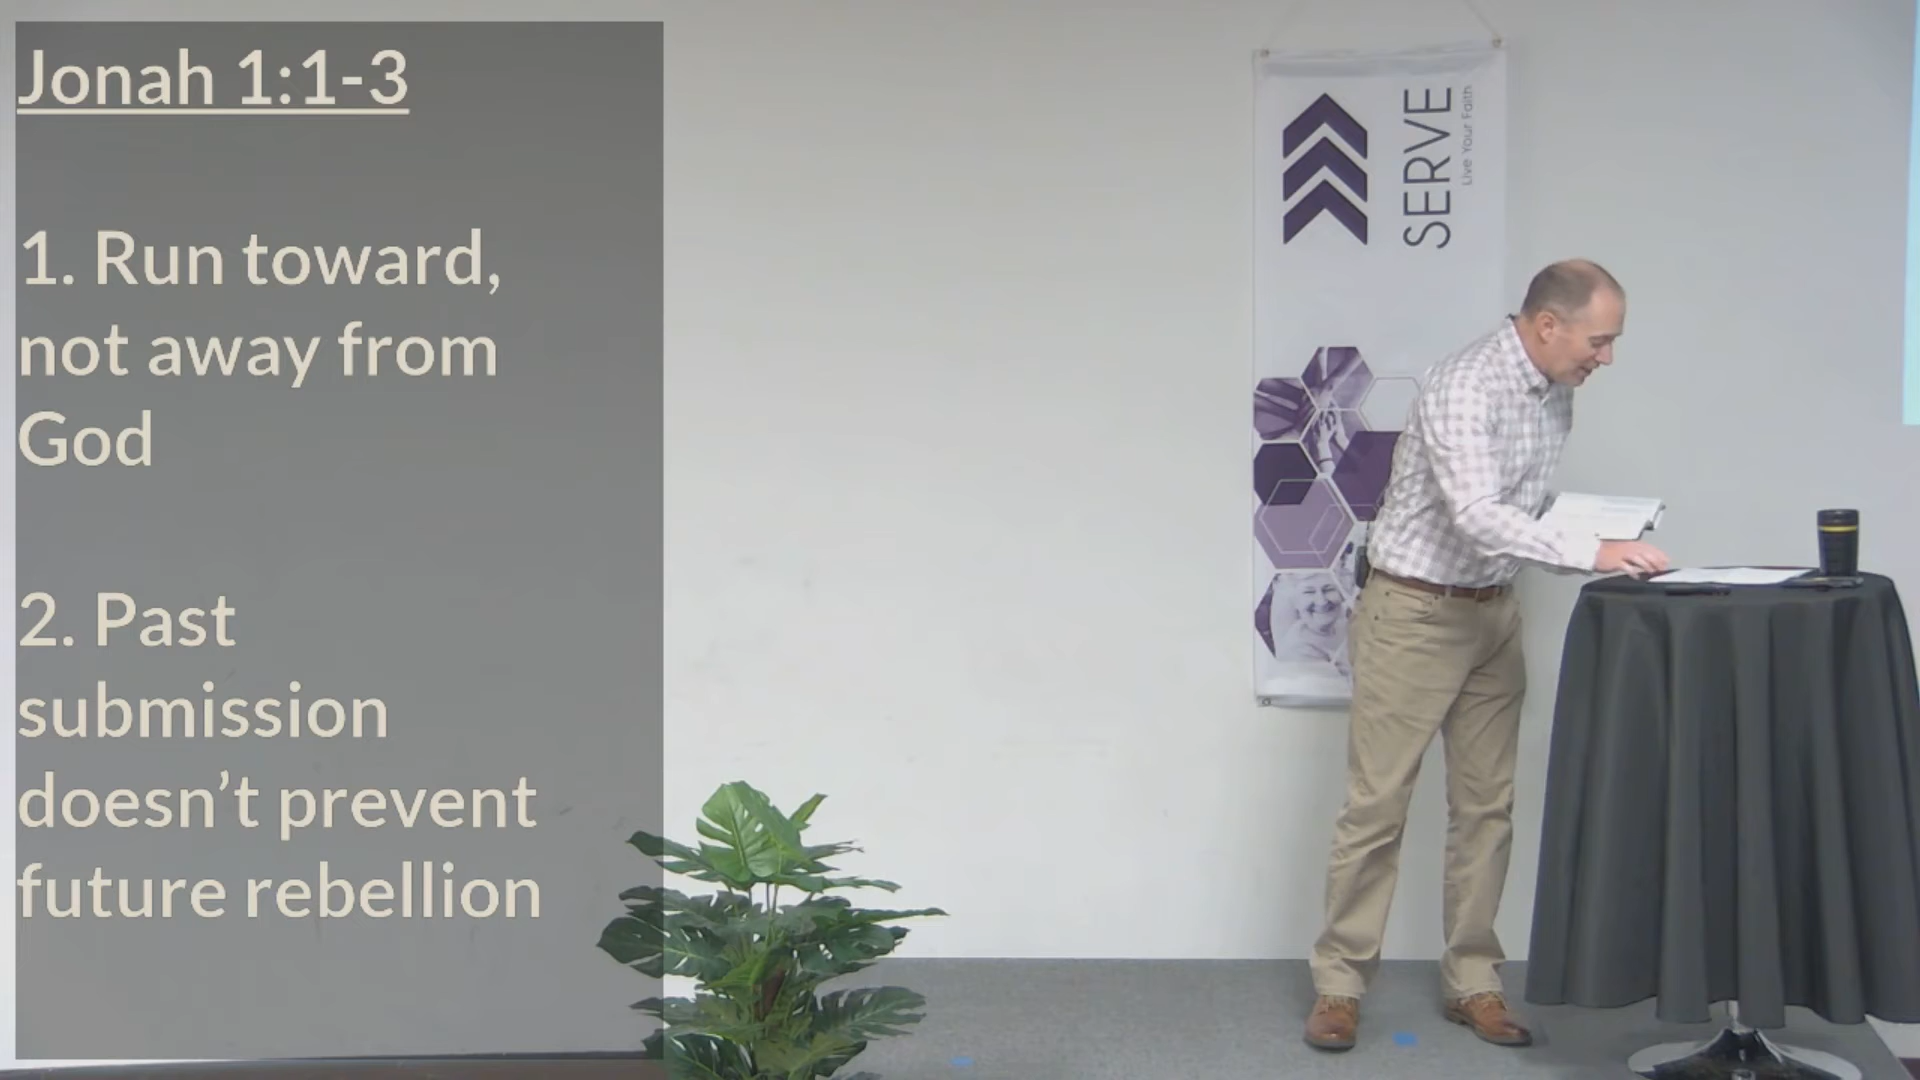 Jonah 1:1-3
1. Run toward,
not away from
God
2. Past
submission
doesn’t prevent
future rebellion
SERVE
Live Your Faith